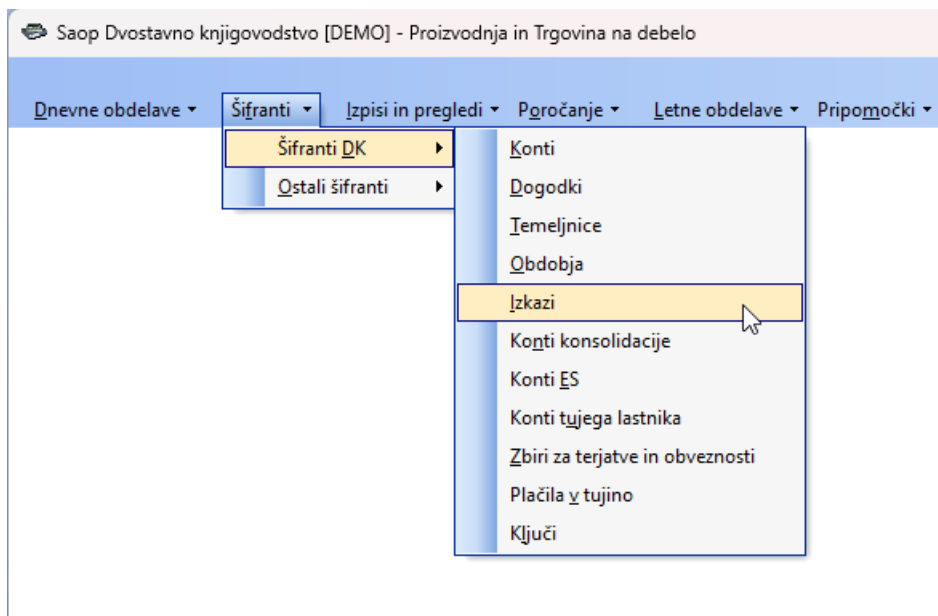 Saop Dvostavno knjigovodstvo [DEMO] - Proizvodnja in Trgovina na debelo
Dnevne obdelave Šifranti Izpisi in pregledi Poročanje Letne obdelave Pripomočki
Šifranti DK
Ostali šifranti
Konti
Dogodki
Temeljnice
Obdobja
Izkazi
Konti konsolidacije
Konti ES
Konti tujega lastnika
Zbiri za terjatve in obveznosti
Plačila v tujino
Ključi